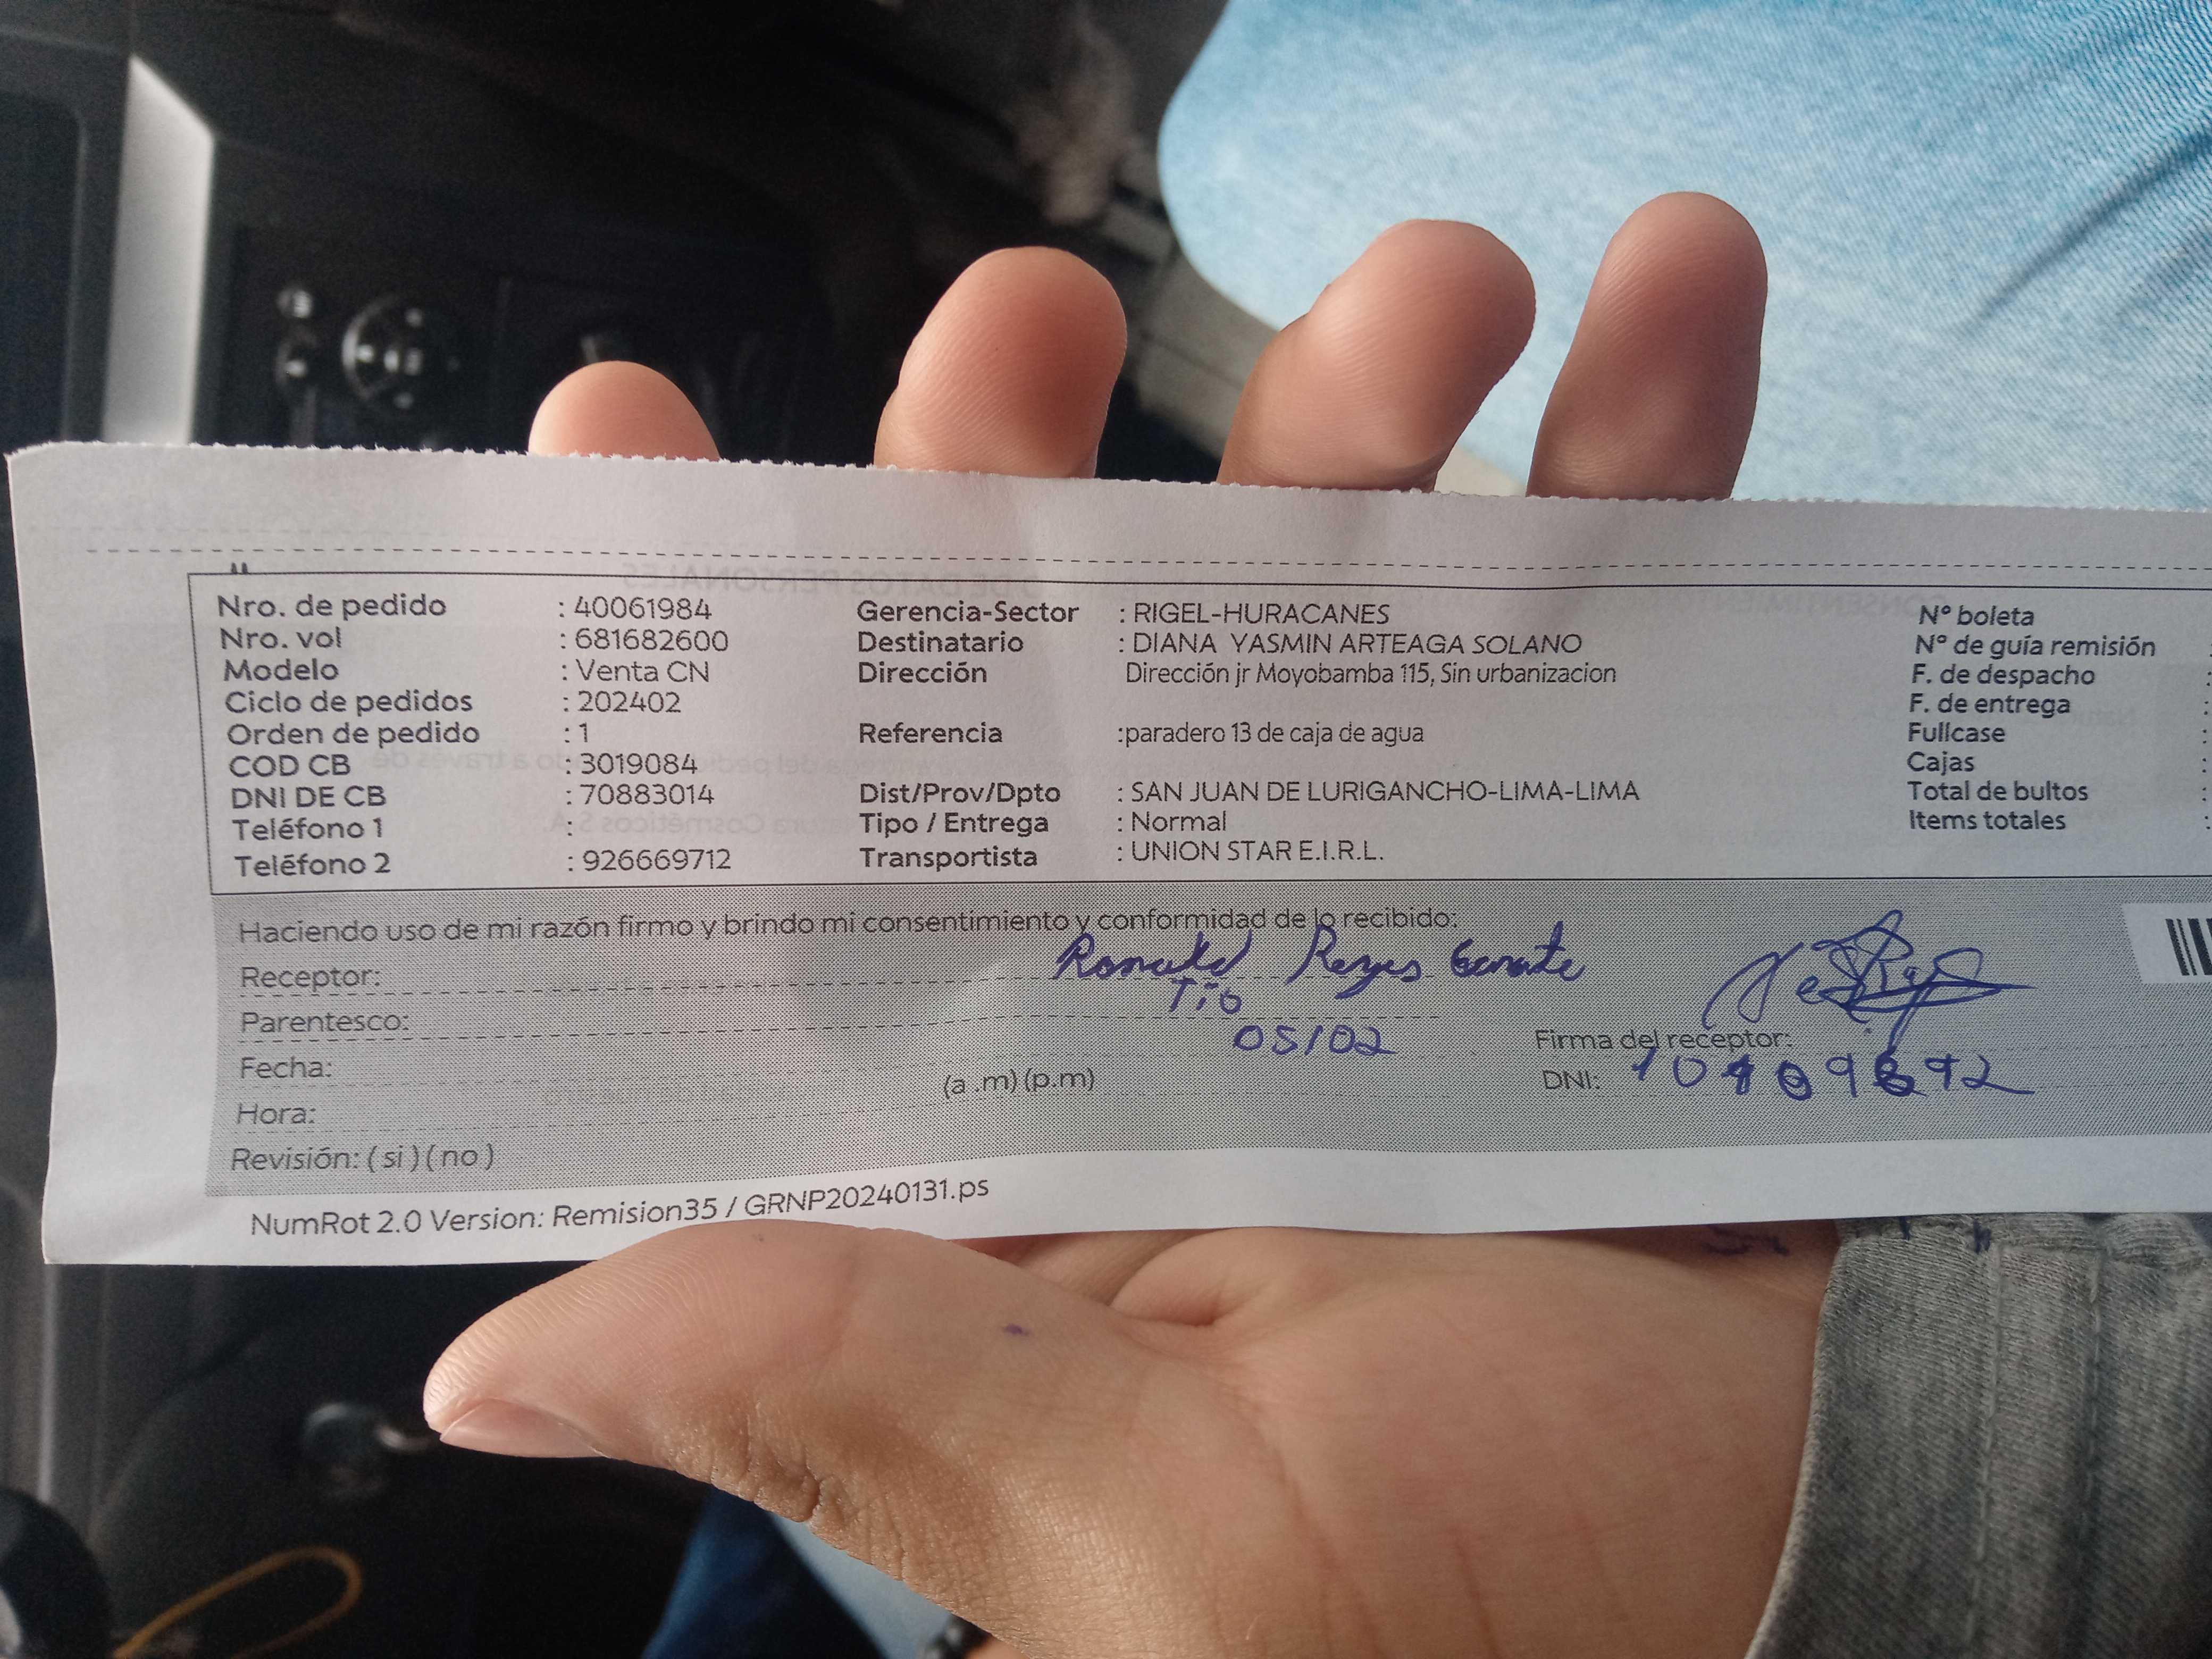 Nro. de pedido : 40061984 Gerencia-Sector : RIGEL-HURACANES N° boleta
Nro. vol : 681682600 Destinatario : DIANA YASMIN ARTEAGA SOLANO N° de guía remisión :
Modelo : Venta CN Dirección Dirección jr Moyobamba 115, Sin urbanizacion F. de despacho :
Ciclo de pedidos : 202402 F. de entrega :
Orden de pedido : 1 Referencia :paradero 13 de caja de agua Fullcase :
COD CB : 3019084 Cajas :
DNI DE CB : 70883014 Dist/Prov/Dpto : SAN JUAN DE LURIGANCHO-LIMA-LIMA Total de bultos :
Teléfono 1 : Tipo / Entrega : Normal Items totales :
Teléfono 2 : 926669712 Transportista : UNION STAR E.I.R.L.
Haciendo uso de mi razón firmo y brindo mi consentimiento y conformidad de lo recibido:
Receptor: Ronald Reyes
Parentesco: Tío
Fecha: 05/02 Firma del receptor:
(a .m) (p.m) DNI:
Hora:
Revisión: ( si ) ( no )
NumRot 2.0 Version: Remision35 / GRNP20240131.ps